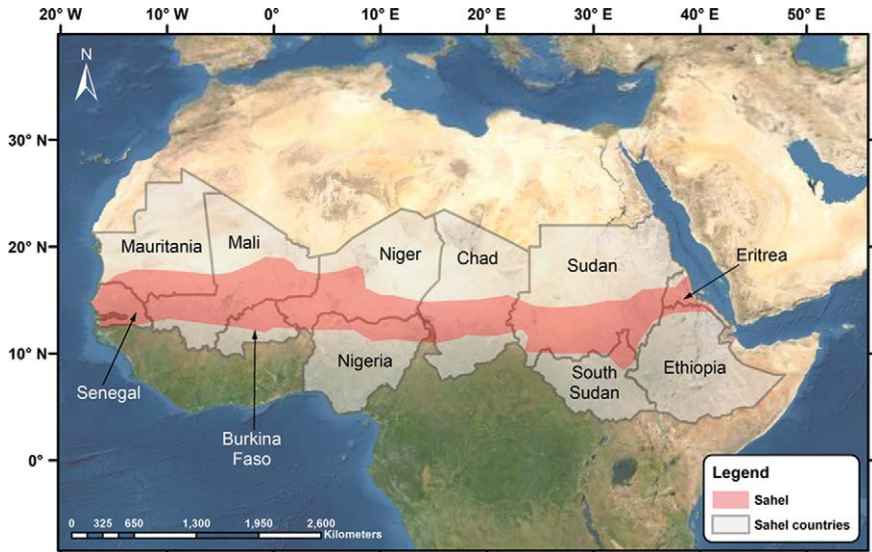 20° W 10° W 0° 10° E 20° E 30° E 40° E 50° E
N
30° N
20° N
10° N
0°
Mauritania
Mali
Niger
Chad
Sudan
Eritrea
Nigeria
South
Sudan
Ethiopia
Senegal
Burkina
Faso
Legend
Sahel
Sahel countries
0 325 650 1,300 1,950 2,600
Kilometers